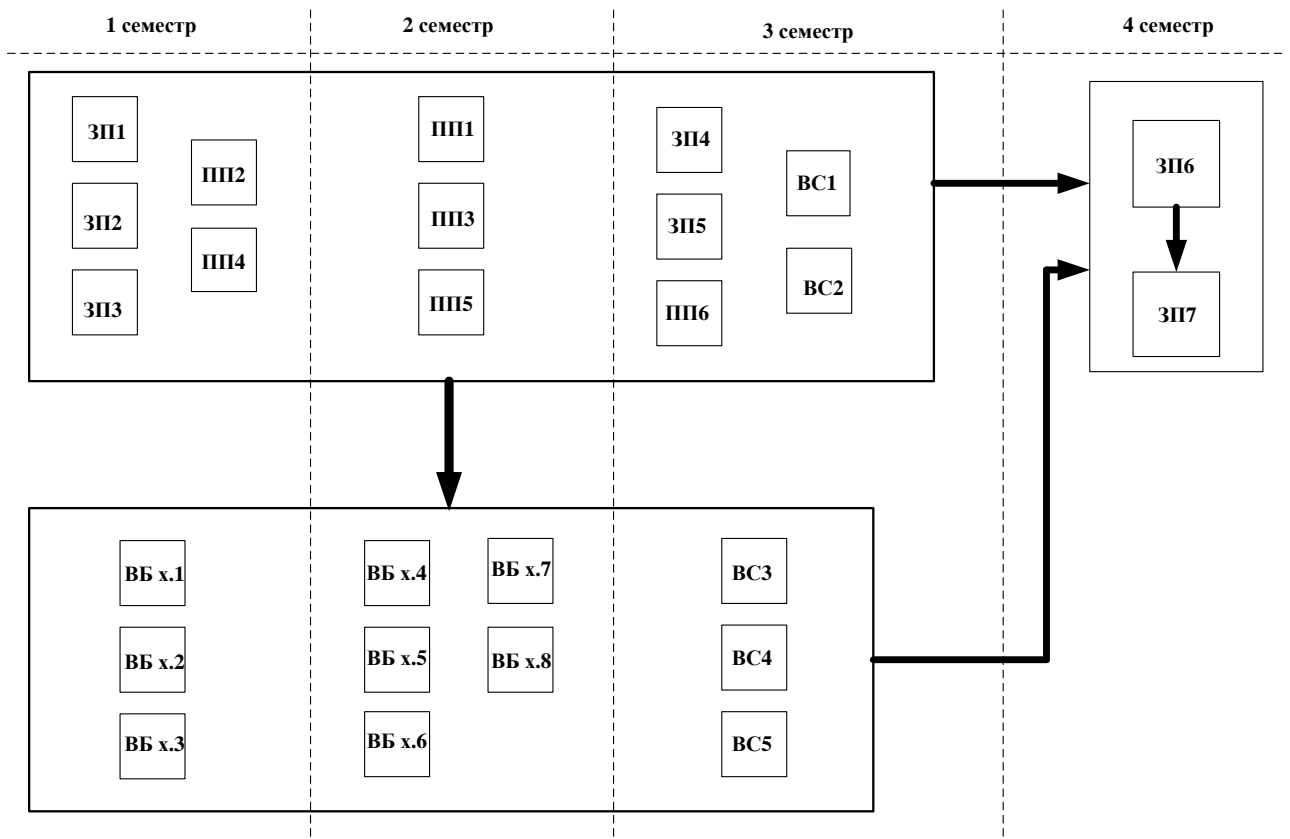 1 семестр
2 семестр
3 семестр
4 семестр
ЗП1
ЗП2
ЗП3
ПП2
ПП4
ПП1
ПП3
ПП5
ЗП4
ЗП5
ПП6
ВС1
ВС2
ЗП6
ЗП7
ВБ х.1
ВБ х.2
ВБ х.3
ВБ х.4
ВБ х.5
ВБ х.6
ВБ х.7
ВБ х.8
ВС3
ВС4
ВС5